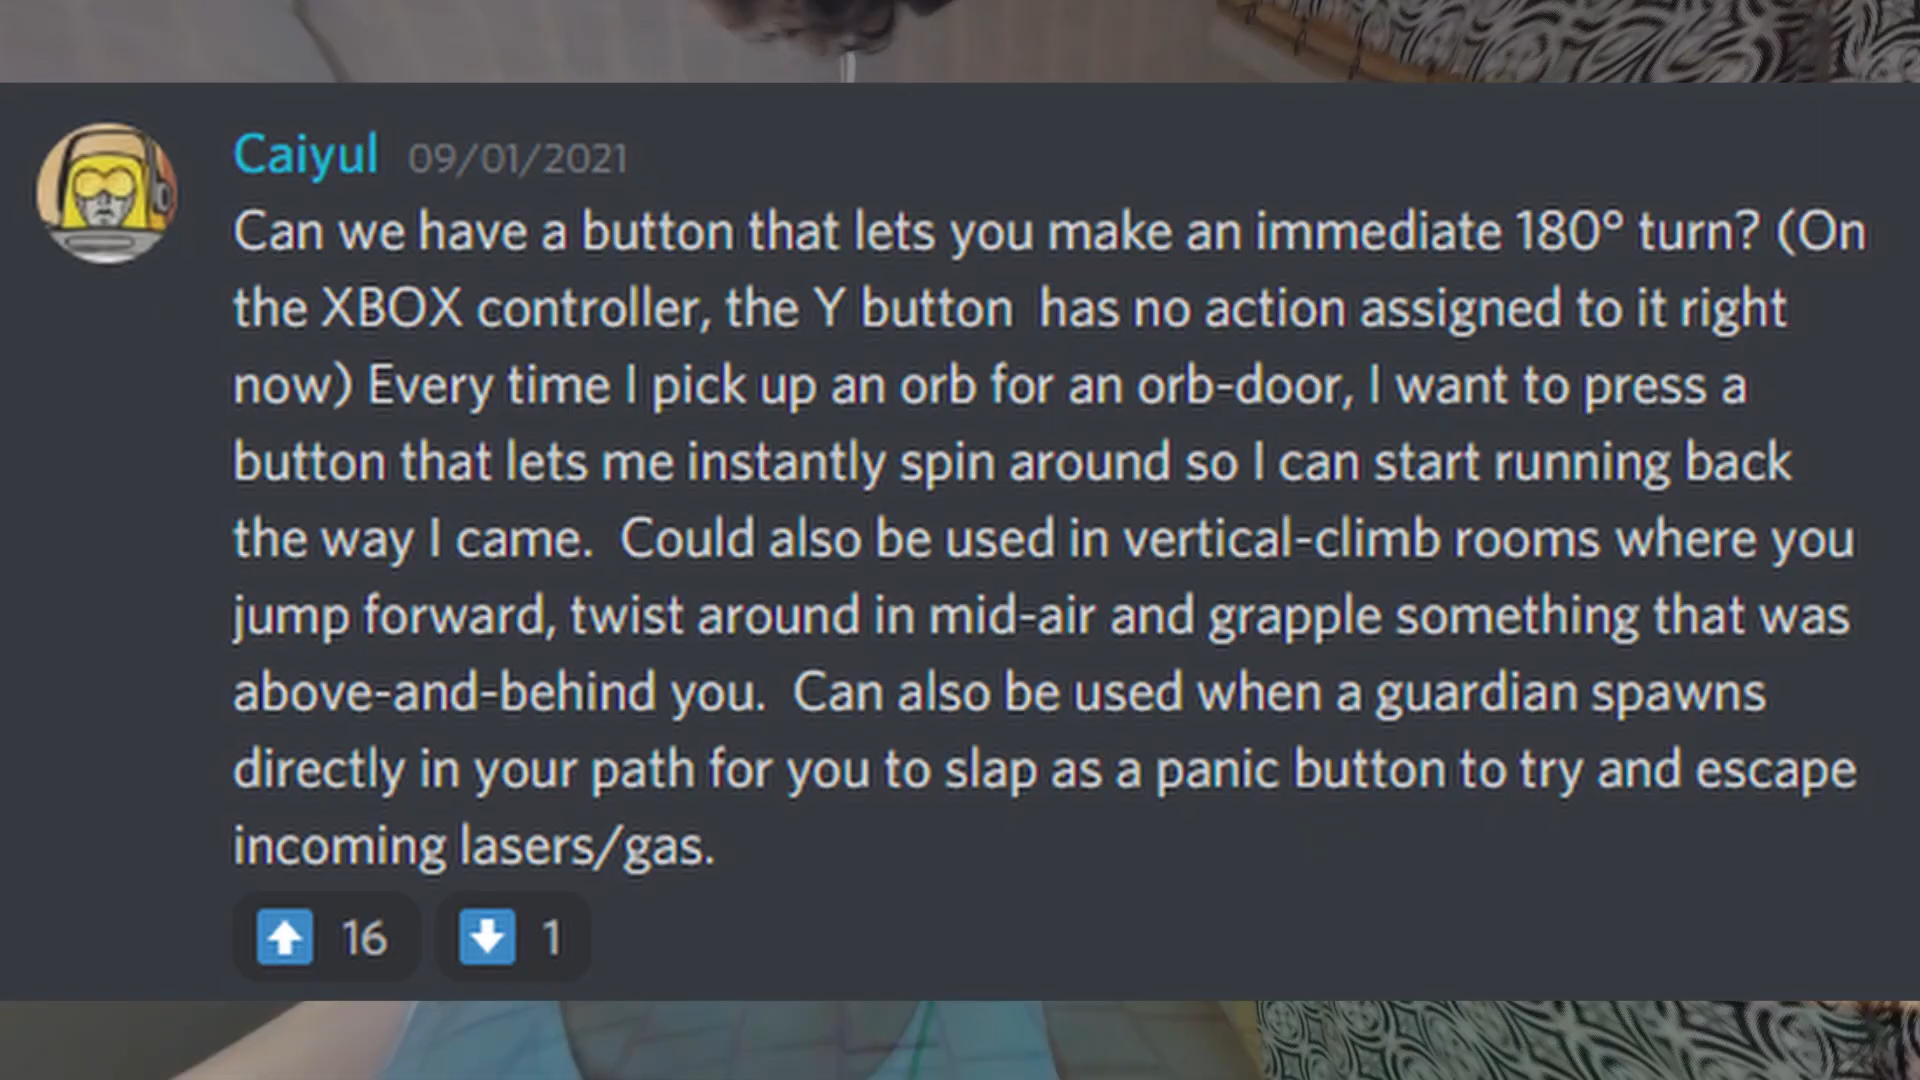 Caiyul 09/01/2021
Can we have a button that lets you make an immediate 180° turn? (On
the XBOX controller, the Y button  has no action assigned to it right
now) Every time I pick up an orb for an orb-door, I want to press a
button that lets me instantly spin around so I can start running back
the way I came.  Could also be used in vertical-climb rooms where you
jump forward, twist around in mid-air and grapple something that was
above-and-behind you.  Can also be used when a guardian spawns
directly in your path for you to slap as a panic button to try and escape
incoming lasers/gas.
16 1